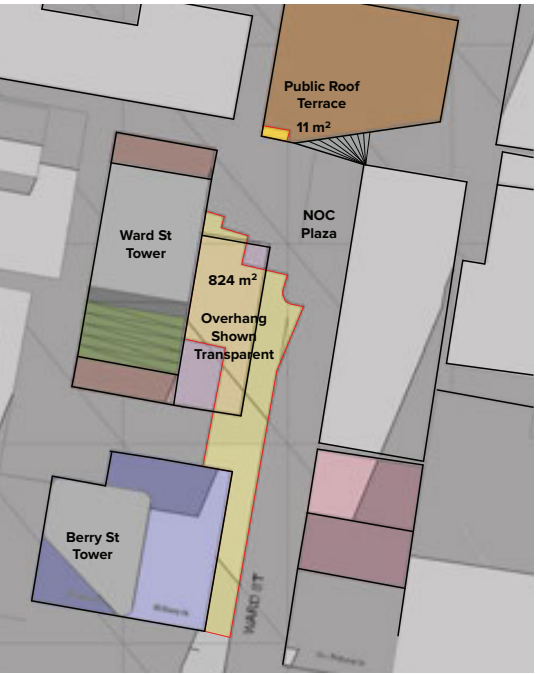 Public Roof
Terrace
11 m²
NOC
Plaza
Ward St
Tower
824 m²
Overhang
Shown
Transparent
Berry St
Tower
WARD ST